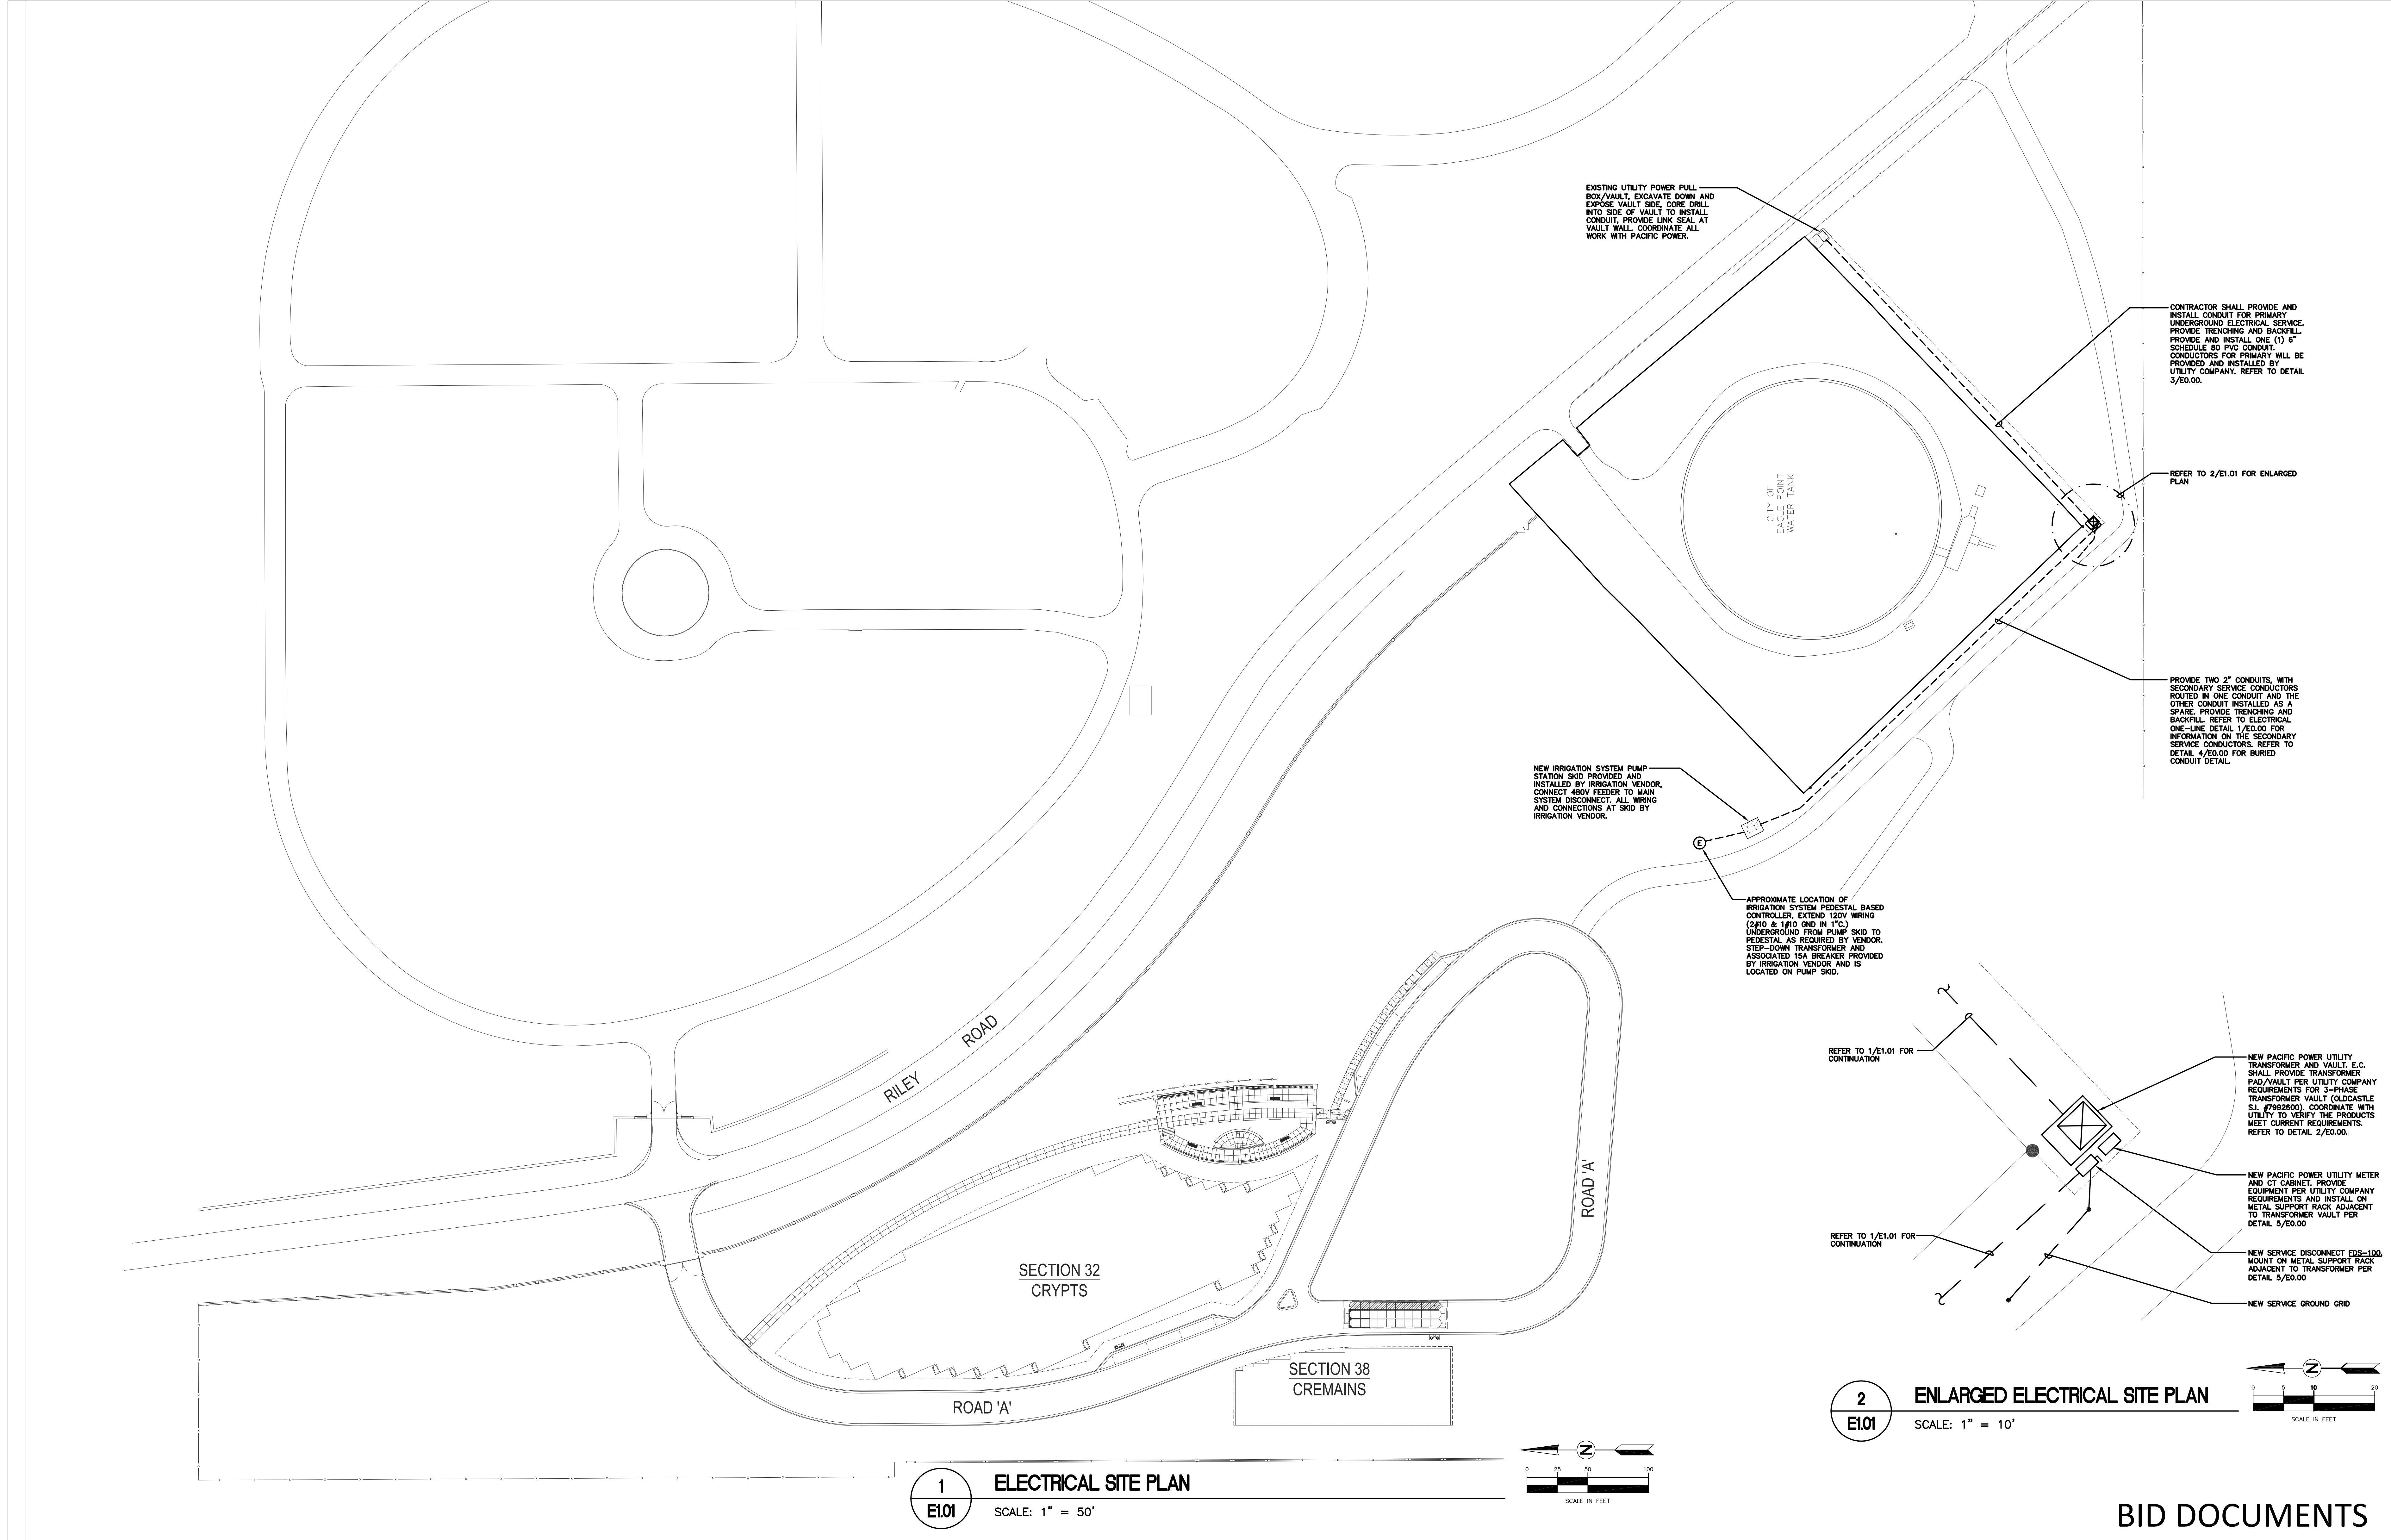 EXISTING UTILITY POWER PULL
BOX/VAULT, EXCAVATE DOWN AND
EXPOSE VAULT SIDE, CORE DRILL
INTO SIDE OF VAULT TO INSTALL
CONDUIT, PROVIDE LINK SEAL AT
VAULT WALL. COORDINATE ALL
WORK WITH PACIFIC POWER.
CONTRACTOR SHALL PROVIDE AND
INSTALL CONDUIT FOR PRIMARY
UNDERGROUND ELECTRICAL SERVICE.
PROVIDE TRENCHING AND BACKFILL.
PROVIDE AND INSTALL ONE (1) 6"
SCHEDULE 80 PVC CONDUIT.
CONDUCTORS FOR PRIMARY WILL BE
PROVIDED AND INSTALLED BY
UTILITY COMPANY. REFER TO DETAIL
3/E0.00.
REFER TO 2/E1.01 FOR ENLARGED
PLAN
CITY OF
EAGLE POINT
WATER TANK
PROVIDE TWO 2" CONDUITS, WITH
SECONDARY SERVICE CONDUCTORS
ROUTED IN ONE CONDUIT AND THE
OTHER CONDUIT INSTALLED AS A
SPARE. PROVIDE TRENCHING AND
BACKFILL. REFER TO ELECTRICAL
ONE-LINE DETAIL 1/E0.00 FOR
INFORMATION ON THE SECONDARY
SERVICE CONDUCTORS. REFER TO
DETAIL 4/E0.00 FOR BURIED
CONDUIT DETAIL.
NEW IRRIGATION SYSTEM PUMP
STATION SKID PROVIDED AND
INSTALLED BY IRRIGATION VENDOR,
CONNECT 480V FEEDER TO MAIN
SYSTEM DISCONNECT. ALL WIRING
AND CONNECTIONS AT SKID BY
IRRIGATION VENDOR.
E
APPROXIMATE LOCATION OF
IRRIGATION SYSTEM PEDESTAL BASED
CONTROLLER, EXTEND 120V WIRING
(2#10 & 1#10 GND IN 1"C.)
UNDERGROUND FROM PUMP SKID TO
PEDESTAL AS REQUIRED BY VENDOR.
STEP-DOWN TRANSFORMER AND
ASSOCIATED 15A BREAKER PROVIDED
BY IRRIGATION VENDOR AND IS
LOCATED ON PUMP SKID.
RILEY ROAD
REFER TO 1/E1.01 FOR
CONTINUATION
NEW PACIFIC POWER UTILITY
TRANSFORMER AND VAULT. E.C.
SHALL PROVIDE TRANSFORMER
PAD/VAULT PER UTILITY COMPANY
REQUIREMENTS FOR 3-PHASE
TRANSFORMER VAULT (OLDCASTLE
S.I. #7992600). COORDINATE WITH
UTILITY TO VERIFY THE PRODUCTS
MEET CURRENT REQUIREMENTS.
REFER TO DETAIL 2/E0.00.
NEW PACIFIC POWER UTILITY METER
AND CT CABINET. PROVIDE
EQUIPMENT PER UTILITY COMPANY
REQUIREMENTS AND INSTALL ON
METAL SUPPORT RACK ADJACENT
TO TRANSFORMER VAULT PER
DETAIL 5/E0.00
REFER TO 1/E1.01 FOR
CONTINUATION
NEW SERVICE DISCONNECT FDS-100,
MOUNT ON METAL SUPPORT RACK
ADJACENT TO TRANSFORMER PER
DETAIL 5/E0.00
NEW SERVICE GROUND GRID
ROAD 'A'
SECTION 32
CRYPTS
SECTION 38
CREMAINS
ROAD 'A'
2
E1.01
ENLARGED ELECTRICAL SITE PLAN
SCALE: 1" = 10'
N
0 5 10 20
SCALE IN FEET
1
E1.01
ELECTRICAL SITE PLAN
SCALE: 1" = 50'
N
0 25 50 100
SCALE IN FEET
BID DOCUMENTS